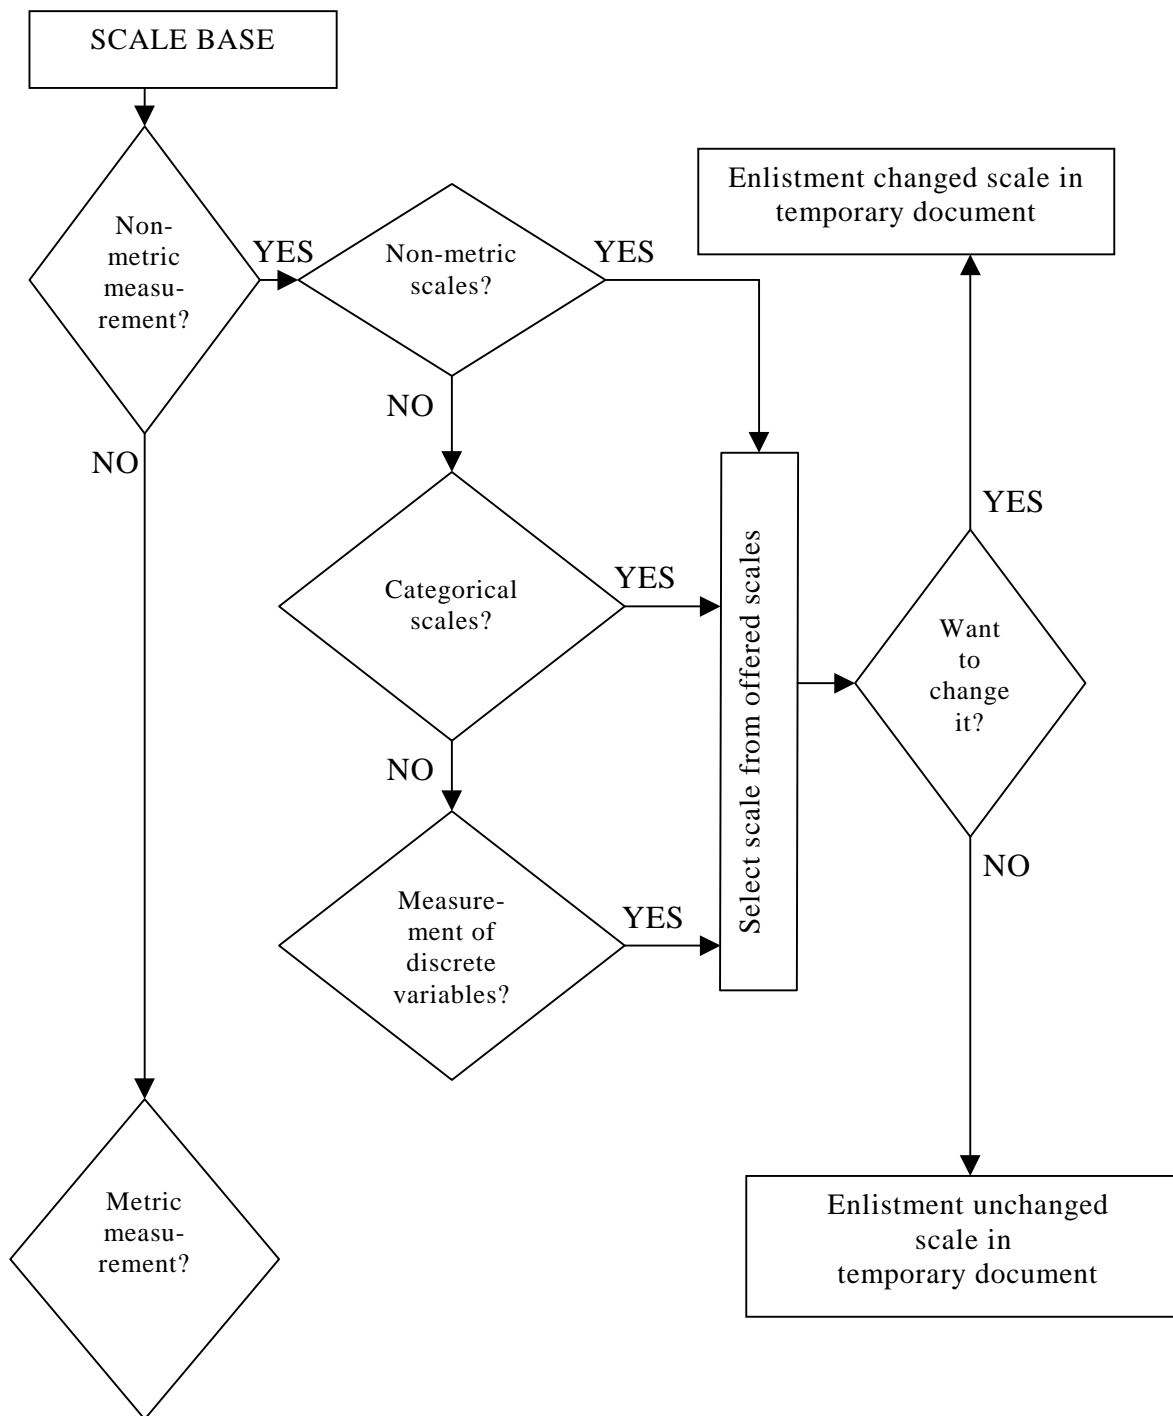 SCALE BASE
Enlistment changed scale in
temporary document
Non-
metric
measu-
rement?
YES
Non-metric
scales?
YES
NO
NO
YES
Categorical
scales?
YES
Select scale from offered scales
Want
to
change
it?
NO
NO
Measure-
ment of
discrete
variables?
YES
Metric
measu-
rement?
Enlistment unchanged
scale in
temporary document